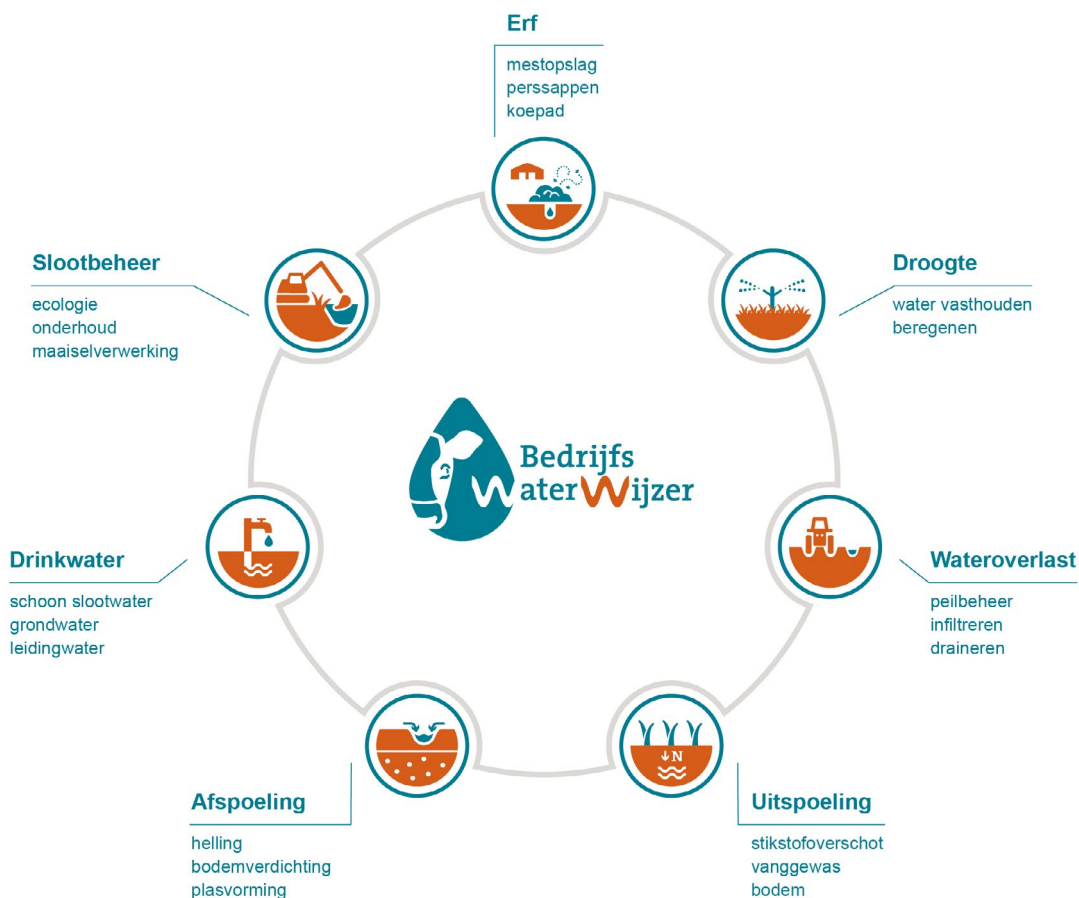 Erf
mestopslag
perssappen
koepad
Droogte
water vasthouden
beregenen
Wateroverlast
peilbeheer
infiltreren
draineren
Uitspoeling
stikstofoverschot
vanggewas
bodem
Afspoeling
helling
bodemverdichting
plasvorming
Drinkwater
schoon slootwater
grondwater
leidingwater
Slootbeheer
ecologie
onderhoud
maaiselverwerking
Bedrijfs
WaterWijzer
N